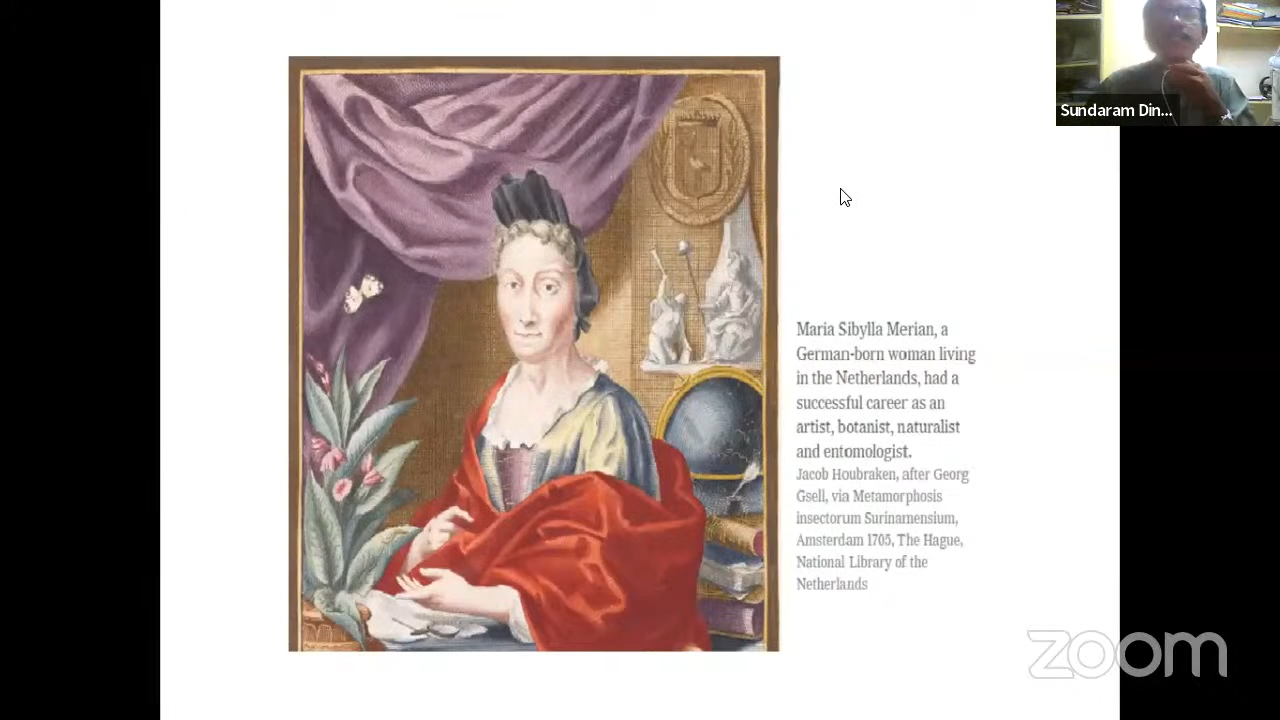 Sundaram Din...
Maria Sibylla Merian, a
German-born woman living
in the Netherlands, had a
successful career as an
artist, botanist, naturalist
and entomologist.
Jacob Houbraken, after Georg
Gsell, via Metamorphosis
insectorum Surinamensium,
Amsterdam 1705, The Hague,
National Library of the
Netherlands
zoom